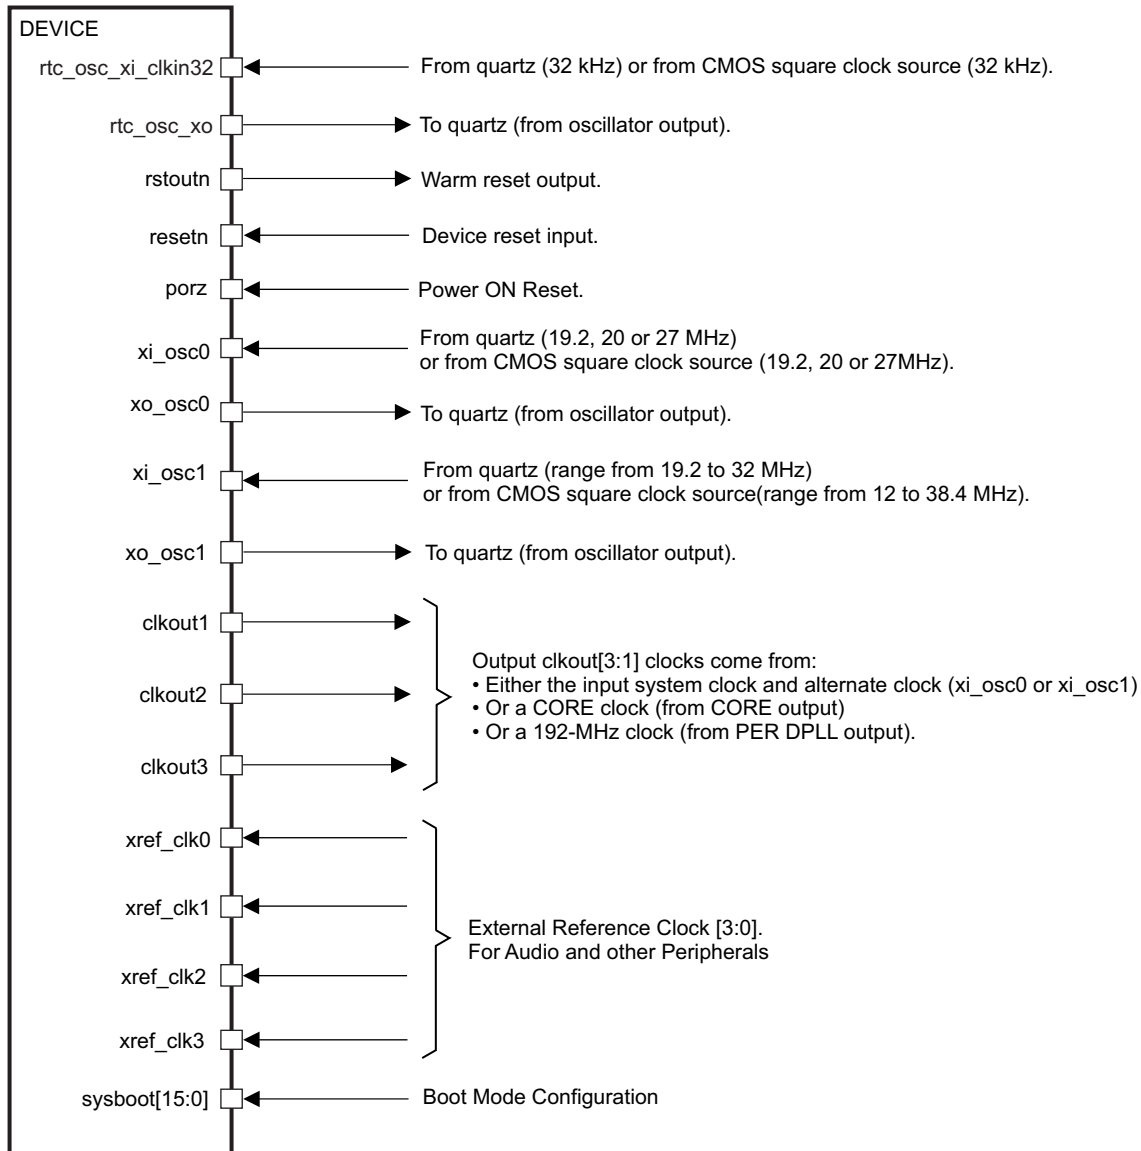 DEVICE
rtc_osc_xi_clkin32 From quartz (32 kHz) or from CMOS square clock source (32 kHz).
rtc_osc_xo To quartz (from oscillator output).
rstoutn Warm reset output.
resetn Device reset input.
porz Power ON Reset.
xi_osc0 From quartz (19.2, 20 or 27 MHz)
or from CMOS square clock source (19.2, 20 or 27MHz).
xo_osc0 To quartz (from oscillator output).
xi_osc1 From quartz (range from 19.2 to 32 MHz)
or from CMOS square clock source(range from 12 to 38.4 MHz).
xo_osc1 To quartz (from oscillator output).
clkout1
clkout2
clkout3
Output clkout[3:1] clocks come from:
• Either the input system clock and alternate clock (xi_osc0 or xi_osc1)
• Or a CORE clock (from CORE output)
• Or a 192-MHz clock (from PER DPLL output).
xref_clk0
xref_clk1
xref_clk2
xref_clk3
External Reference Clock [3:0].
For Audio and other Peripherals
sysboot[15:0] Boot Mode Configuration